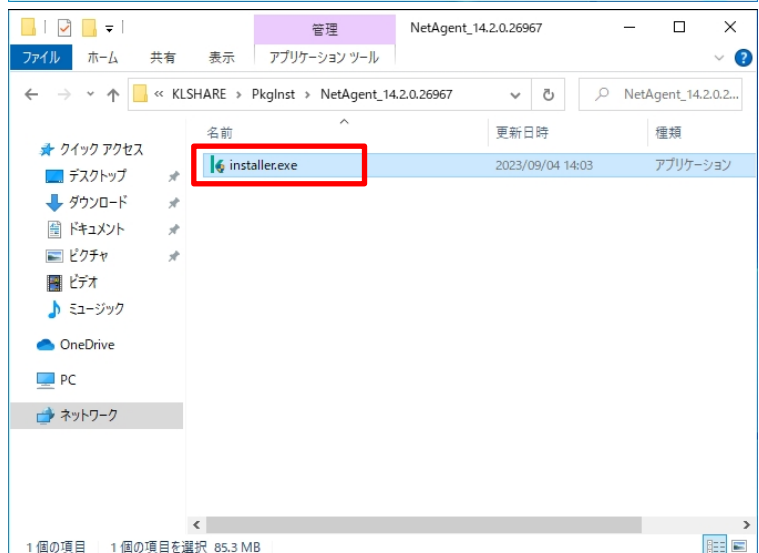 管理
NetAgent_14.2.0.26967
ファイル ホーム 共有 表示 アプリケーション ツール
« KLSHARE › PkgInst › NetAgent_14.2.0.26967
NetAgent_14.2.0.2...
名前 更新日時 種類
クイック アクセス
installer.exe 2023/09/04 14:03 アプリケーション
デスクトップ
ダウンロード
ドキュメント
ピクチャ
ビデオ
ミュージック
OneDrive
PC
ネットワーク
1 個の項目 1 個の項目を選択 85.3 MB